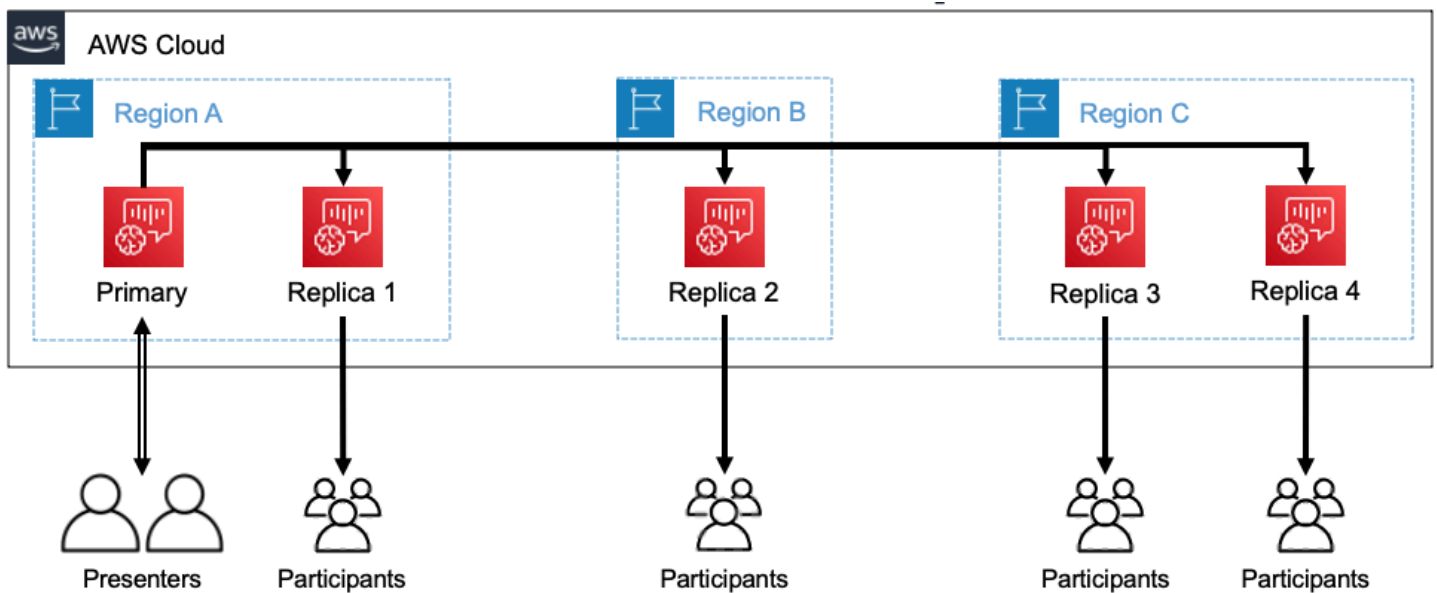 aws
AWS Cloud
Region A
Region B
Region C
Primary
Replica 1
Replica 2
Replica 3
Replica 4
Presenters
Participants
Participants
Participants
Participants